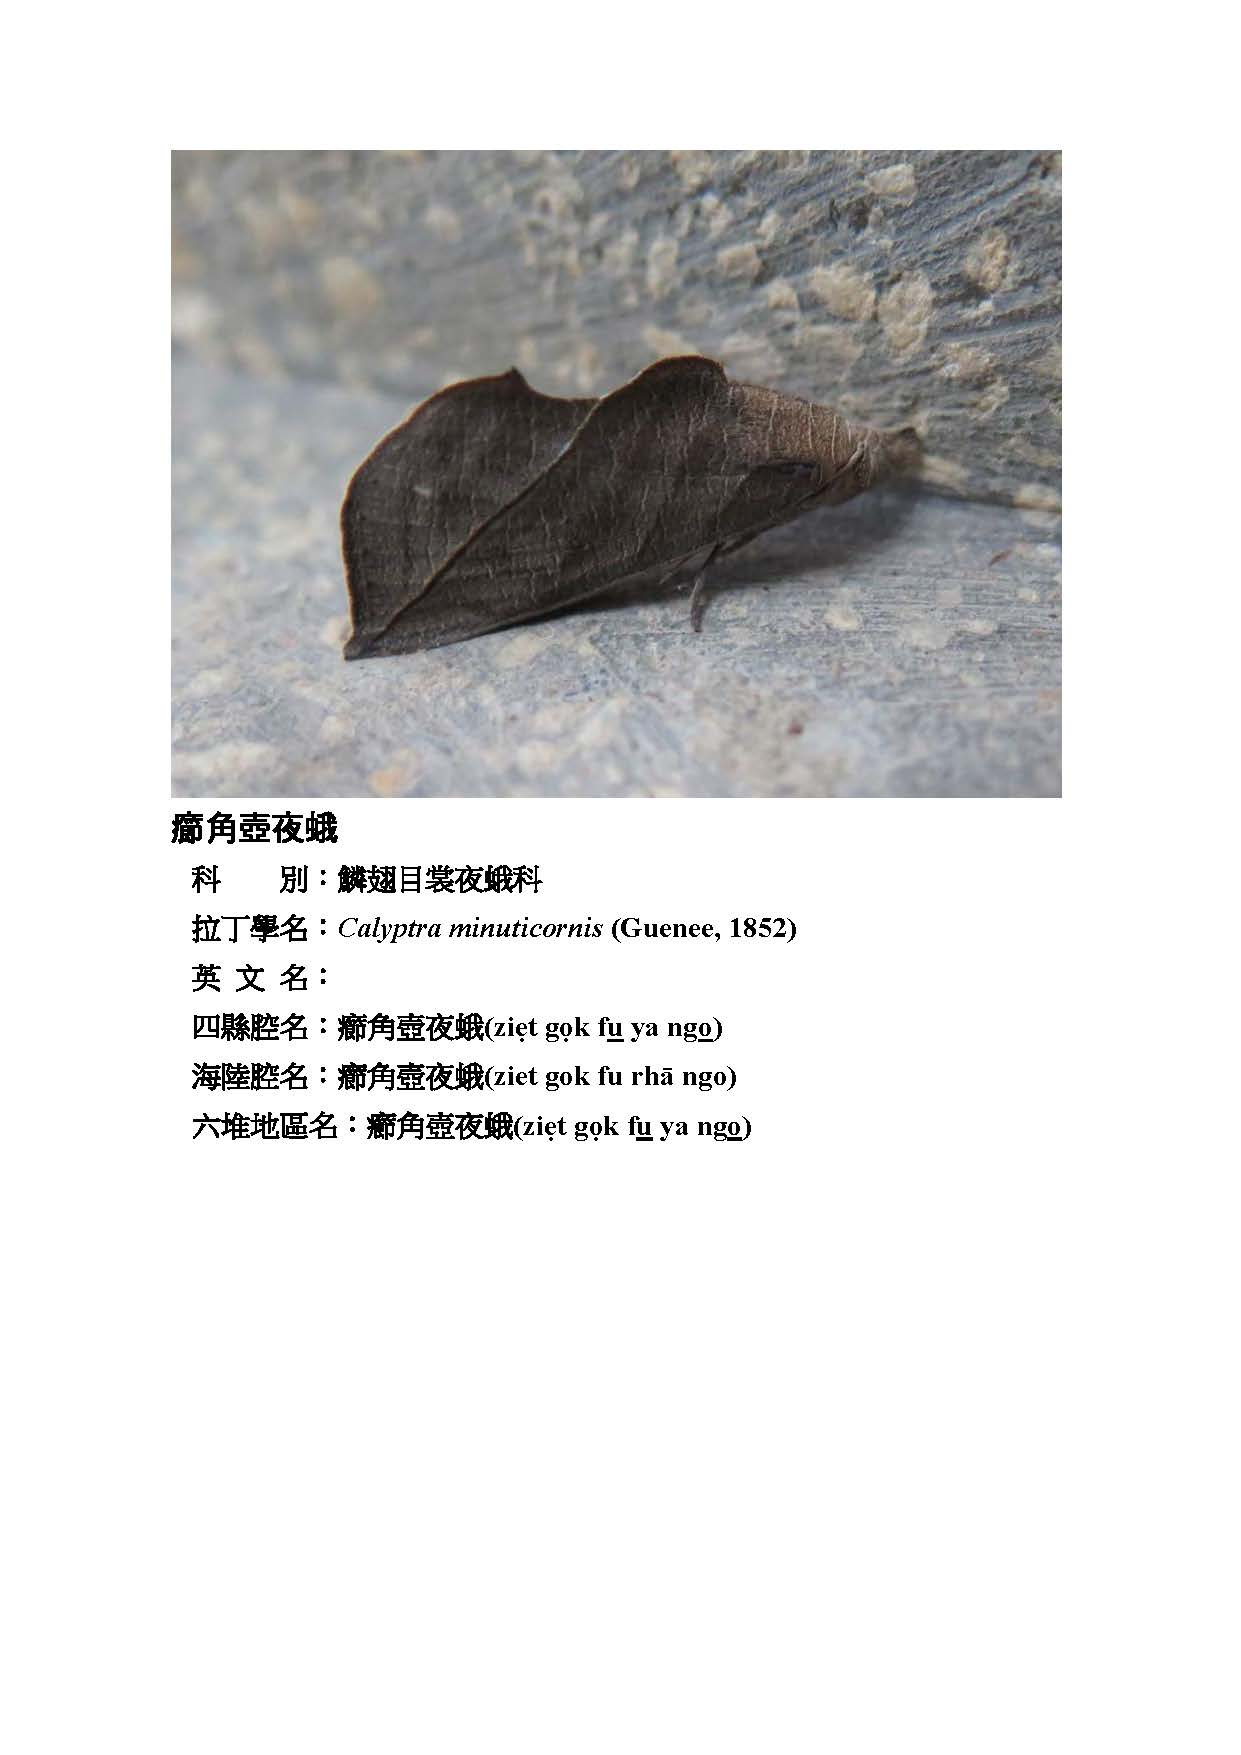 癤角壺夜蛾
科　　別：鱗翅目裳夜蛾科
拉丁學名：Calyptra minuticornis (Guenee, 1852)
英 文 名：
四縣腔名：癤角壺夜蛾(ziẹt gọk fu ya ngo)
海陸腔名：癤角壺夜蛾(ziet gok fu rhā ngo)
六堆地區名：癤角壺夜蛾(ziẹt gọk fu ya ngo)